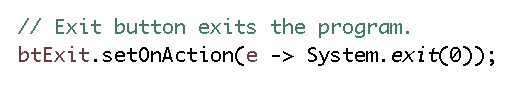 // Exit button exits the program.
btExit.setOnAction(e -> System.exit(0));